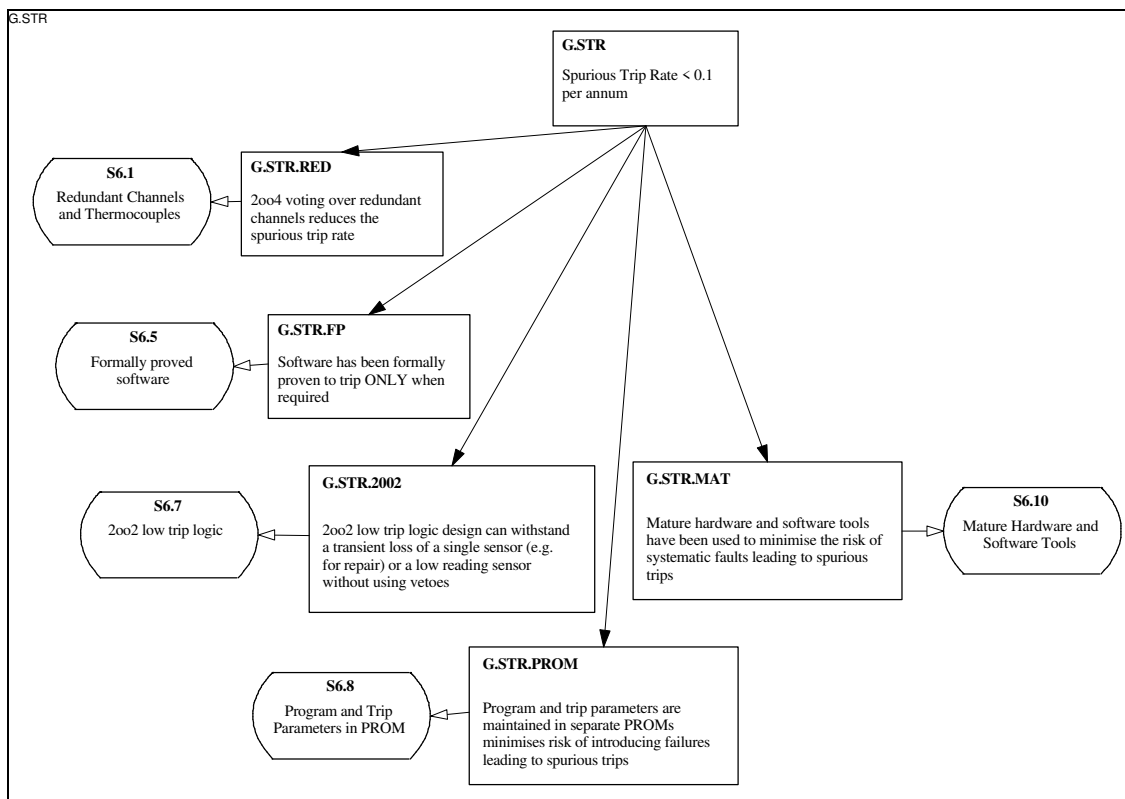 G.STR
G.STR
Spurious Trip Rate < 0.1
per annum
S6.1
Redundant Channels
and Thermocouples
G.STR.RED
2oo4 voting over redundant
channels reduces the
spurious trip rate
S6.5
Formally proved
software
G.STR.FP
Software has been formally
proven to trip ONLY when
required
S6.7
2oo2 low trip logic
G.STR.2002
2oo2 low trip logic design can withstand
a transient loss of a single sensor (e.g.
for repair) or a low reading sensor
without using vetoes
G.STR.MAT
Mature hardware and software tools
have been used to minimise the risk of
systematic faults leading to spurious
trips
S6.10
Mature Hardware and
Software Tools
S6.8
Program and Trip
Parameters in PROM
G.STR.PROM
Program and trip parameters are
maintained in separate PROMs
minimises risk of introducing failures
leading to spurious trips